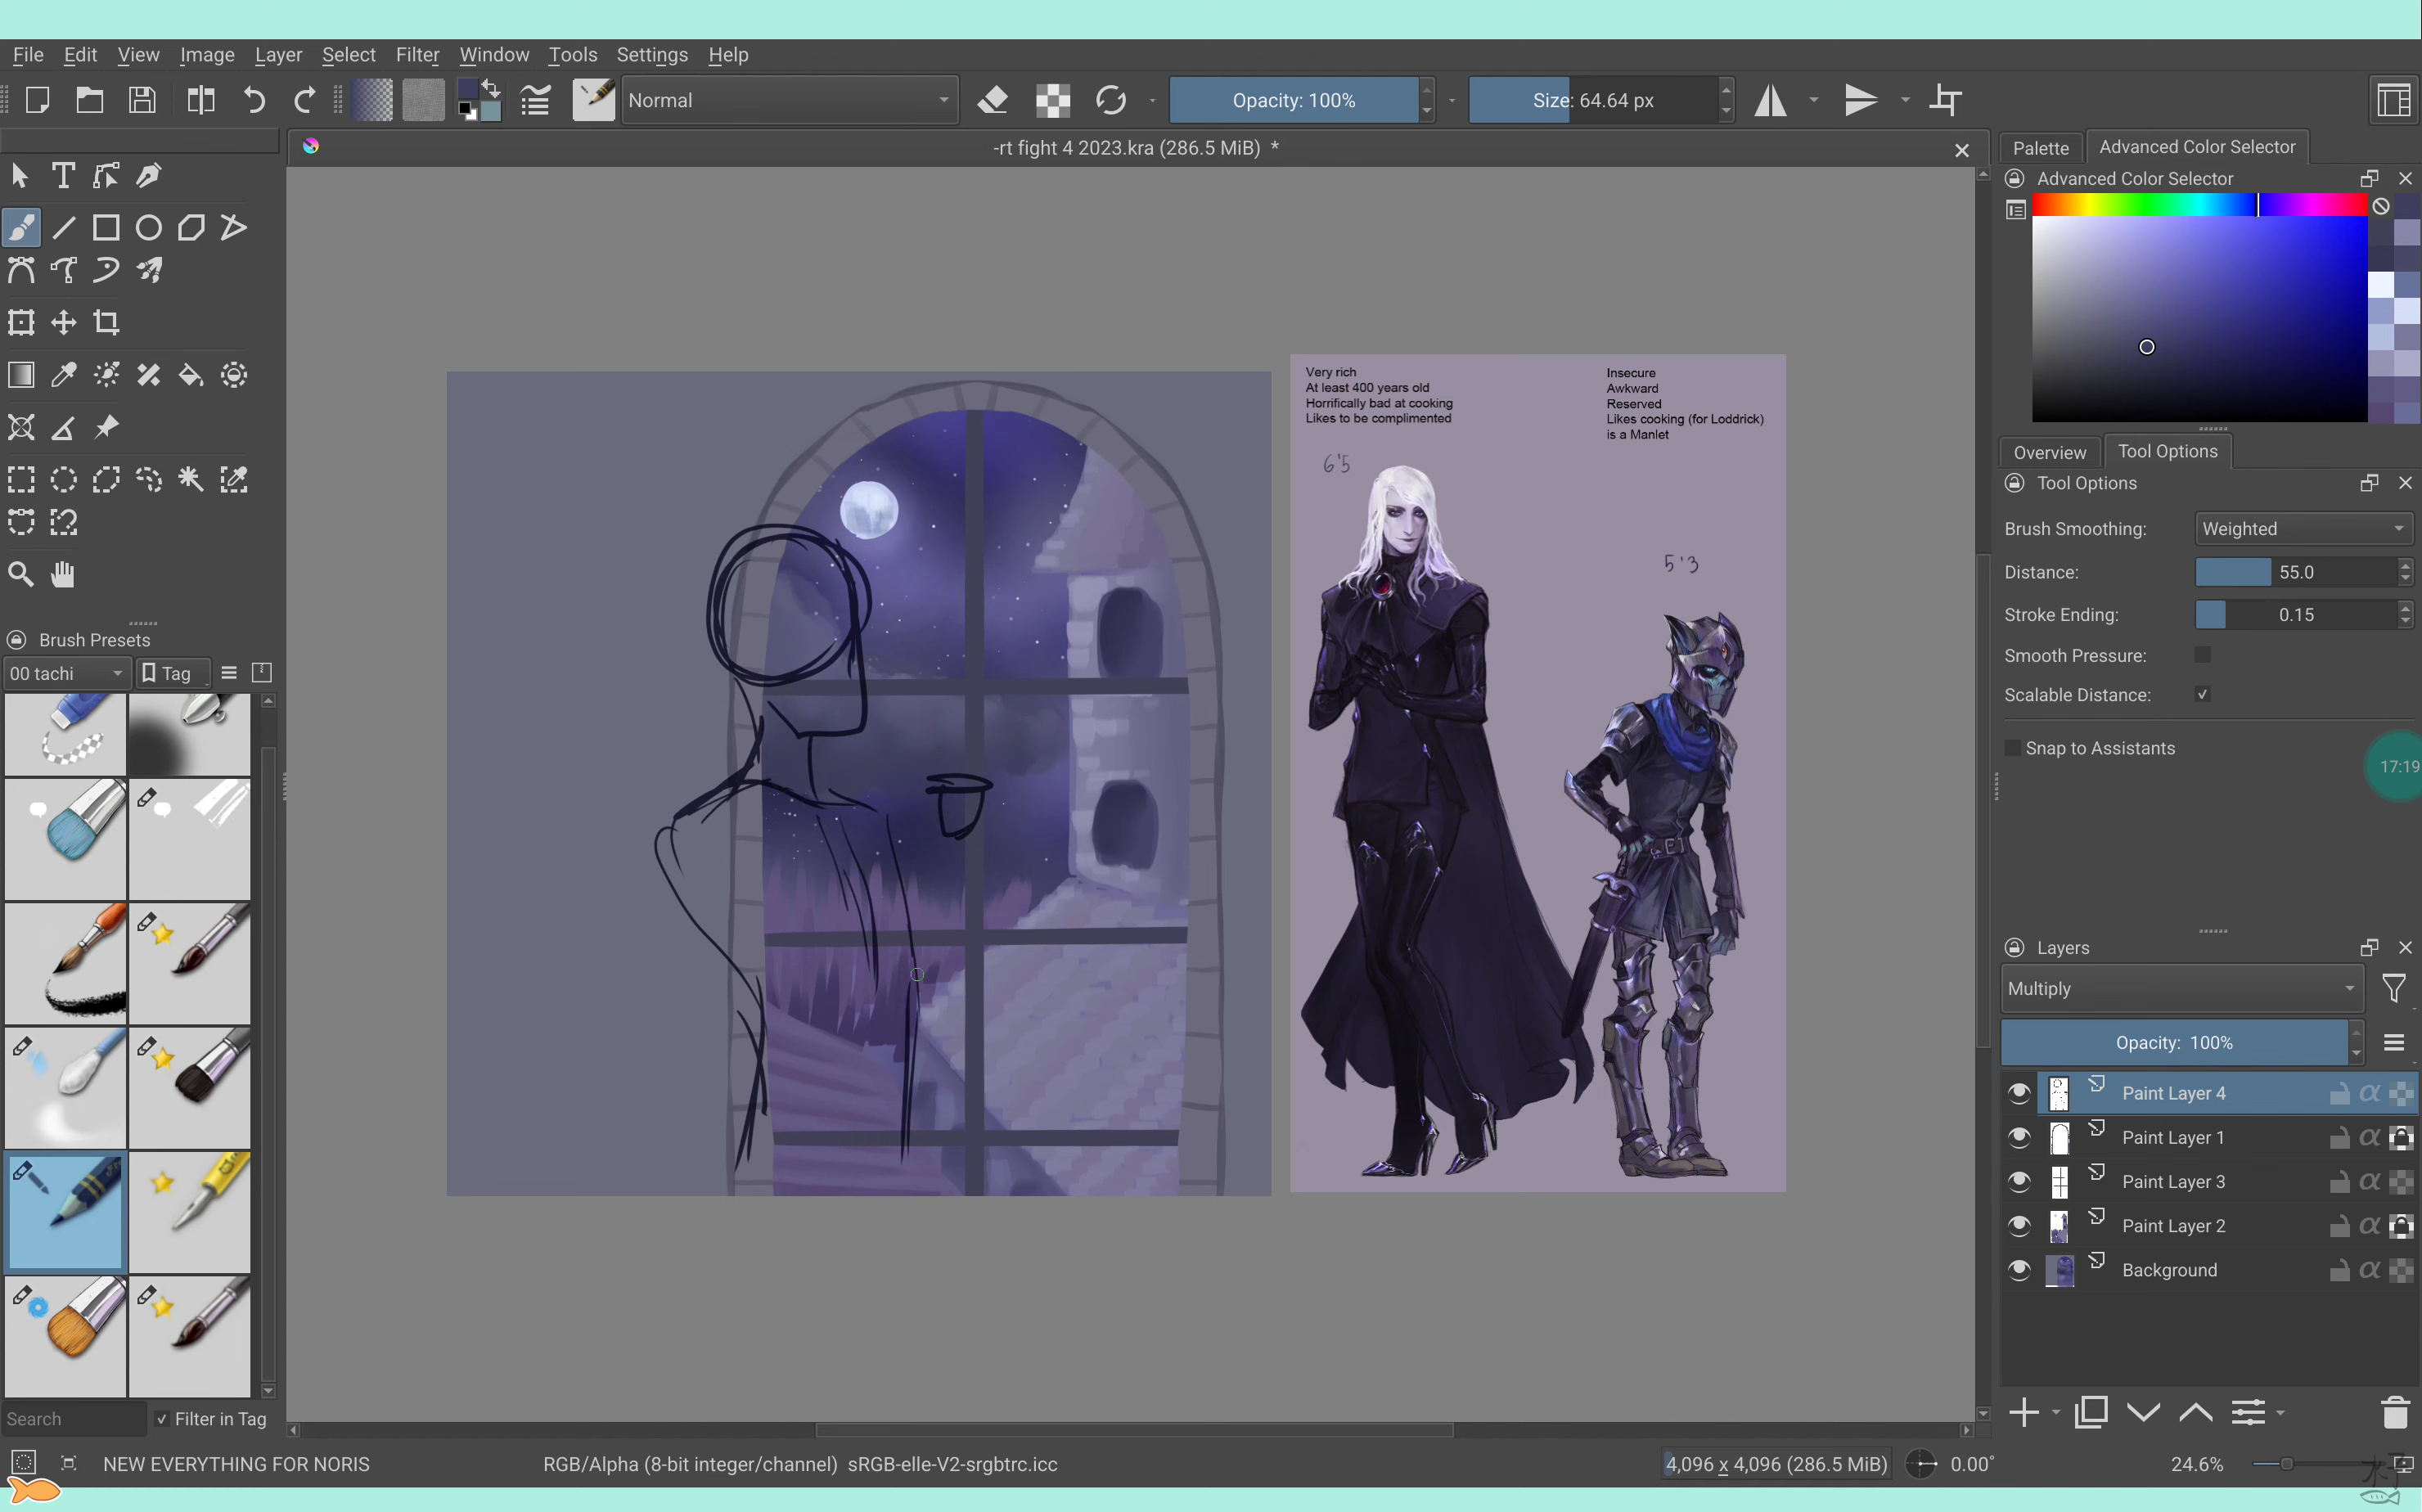 File Edit View Image Layer Select Filter Window Tools Settings Help
Normal
Opacity: 100%
Size: 64.64 px
-rt fight 4 2023.kra (286.5 MiB) *
Palette
Advanced Color Selector
Advanced Color Selector
Very rich
At least 400 years old
Horrifically bad at cooking
Likes to be complimented
6'5
Insecure
Awkward
Reserved
Likes cooking (for Loddrick)
is a Manlet
5'3
Overview
Tool Options
Tool Options
Brush Smoothing: Weighted
Distance: 55.0
Stroke Ending: 0.15
Smooth Pressure:
Scalable Distance:
Snap to Assistants
17:19
Brush Presets
00 tachi
Tag
Search
Filter in Tag
Layers
Multiply
Opacity: 100%
Paint Layer 4
Paint Layer 1
Paint Layer 3
Paint Layer 2
Background
NEW EVERYTHING FOR NORIS
RGB/Alpha (8-bit integer/channel) sRGB-elle-V2-srgbtrc.icc
4,096 x 4,096 (286.5 MiB)
0.00°
24.6%